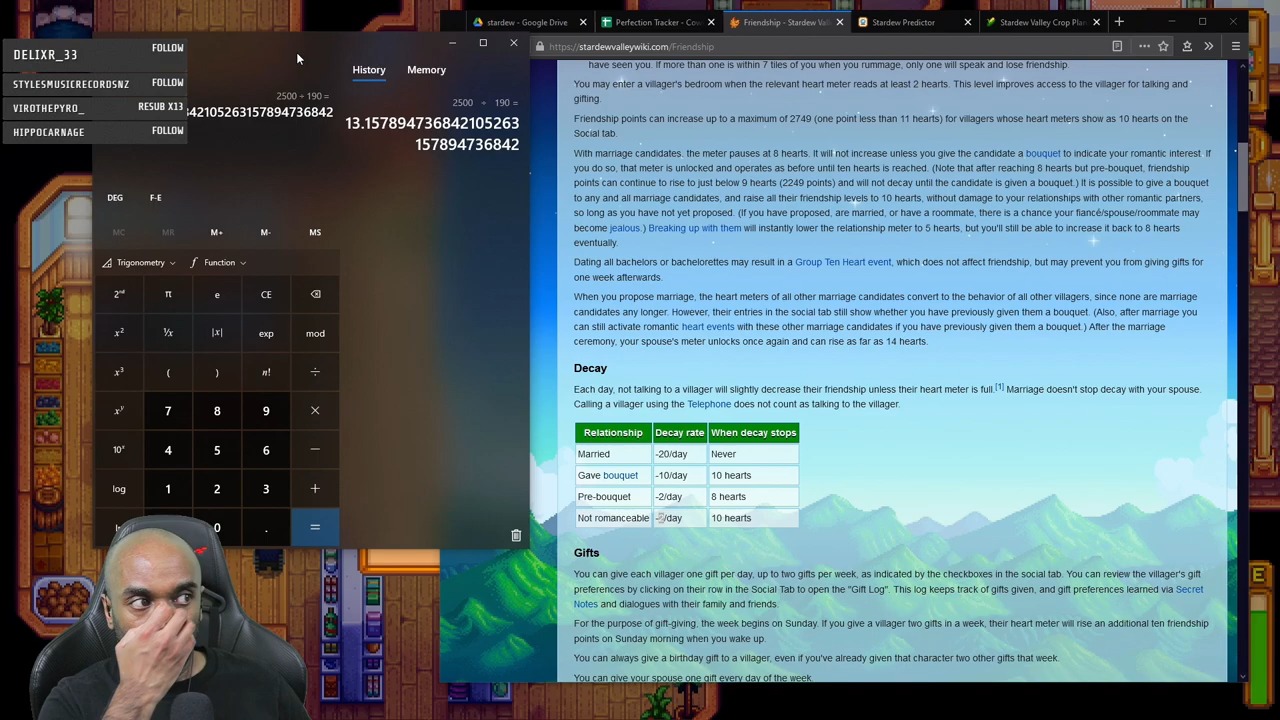 stardew - Google Drive
Perfection Tracker - Cow
Friendship - Stardew Vall
Stardew Predictor
Stardew Valley Crop Plan
https://stardewvalleywiki.com/Friendship
DELIXR_33 FOLLOW
STYLESMUSICRECORDSNZ FOLLOW
VIROTHEPYRO_ RESUB X13
HIPPOCARNAGE FOLLOW
2500 ÷ 190 =
42105263157894736842
History Memory
2500 ÷ 190 =
13.157894736842105263
157894736842
DEG F-E
MC MR M+ M- MS
Trigonometry Function
2nd π e CE
x² ¹⁄x |x| exp mod
x³ ( ) n! ÷
xʸ 7 8 9 ×
10ˣ 4 5 6 −
log 1 2 3 +
0 . =
have seen you. If more than one is within 7 tiles of you when you rummage, only one will speak and lose friendship.
You may enter a villager's bedroom when the relevant heart meter reads at least 2 hearts. This level improves access to the villager for talking and
gifting.
Friendship points can increase up to a maximum of 2749 (one point less than 11 hearts) for villagers whose heart meters show as 10 hearts on the
Social tab.
With marriage candidates, the meter pauses at 8 hearts. It will not increase unless you give the candidate a bouquet to indicate your romantic interest. If
you do so, that meter is unlocked and operates as before until ten hearts is reached. (Note that after reaching 8 hearts but pre-bouquet, friendship
points can continue to rise to just below 9 hearts (2249 points) and will not decay until the candidate is given a bouquet.) It is possible to give a bouquet
to any and all marriage candidates, and raise all their friendship levels to 10 hearts, without damage to your relationships with other romantic partners,
so long as you have not yet proposed. (If you have proposed, are married, or have a roommate, there is a chance your fiancé/spouse/roommate may
become jealous.) Breaking up with them will instantly lower the relationship meter to 5 hearts, but you'll still be able to increase it back to 8 hearts
eventually.
Dating all bachelors or bachelorettes may result in a Group Ten Heart event, which does not affect friendship, but may prevent you from giving gifts for
one week afterwards.
When you propose marriage, the heart meters of all other marriage candidates convert to the behavior of all other villagers, since none are marriage
candidates any longer. However, their entries in the social tab still show whether you have previously given them a bouquet. (Also, after marriage you
can still activate romantic heart events with these other marriage candidates if you have previously given them a bouquet.) After the marriage
ceremony, your spouse's meter unlocks once again and can rise as far as 14 hearts.
Decay
Each day, not talking to a villager will slightly decrease their friendship unless their heart meter is full.[1] Marriage doesn't stop decay with your spouse.
Calling a villager using the Telephone does not count as talking to the villager.
Relationship Decay rate When decay stops
Married -20/day Never
Gave bouquet -10/day 10 hearts
Pre-bouquet -2/day 8 hearts
Not romanceable -2/day 10 hearts
Gifts
You can give each villager one gift per day, up to two gifts per week, as indicated by the checkboxes in the social tab. You can review the villager's gift
preferences by clicking on their row in the Social Tab to open the "Gift Log". This log keeps track of gifts given, and gift preferences learned via Secret
Notes and dialogues with their family and friends.
For the purpose of gift-giving, the week begins on Sunday. If you give a villager two gifts in a week, their heart meter will rise an additional ten friendship
points on Sunday morning when you wake up.
You can always give a birthday gift to a villager, even if you've already given that character two other gifts that week.
You can give your spouse one gift every day of the week.
E